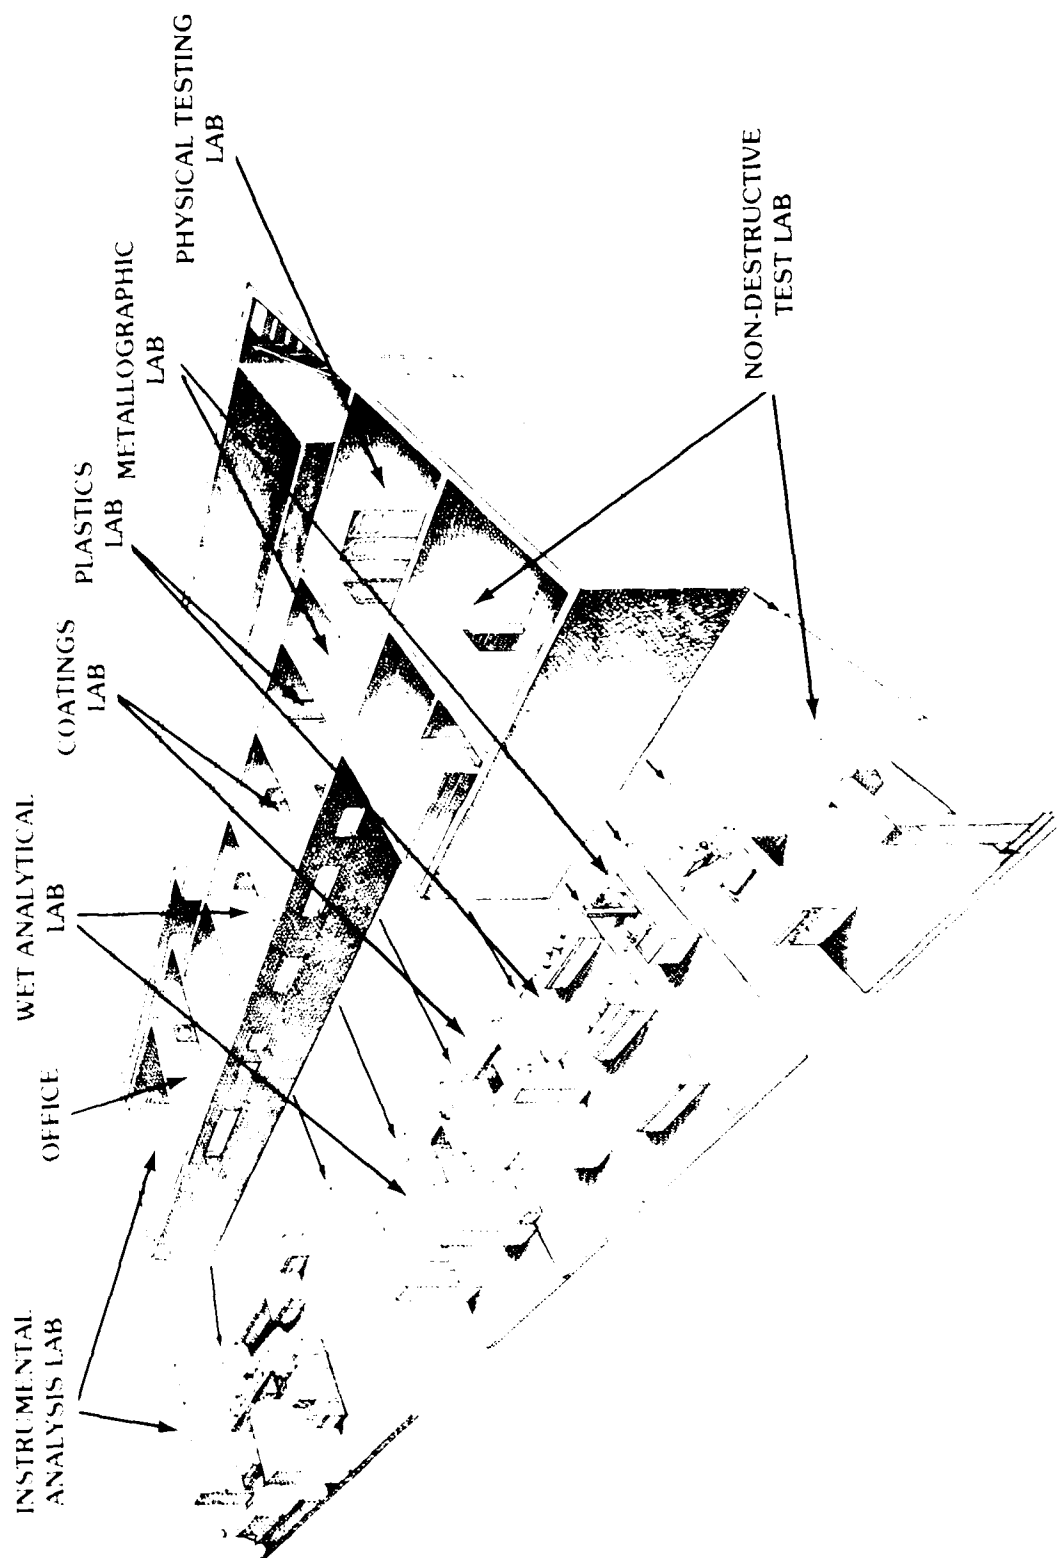 INSTRUMENTAL
ANALYSIS LAB
OFFICE
WET ANALYTICAL
LAB
COATINGS
LAB
PLASTICS
LAB
METALLOGRAPHIC
LAB
PHYSICAL TESTING
LAB
NON-DESTRUCTIVE
TEST LAB